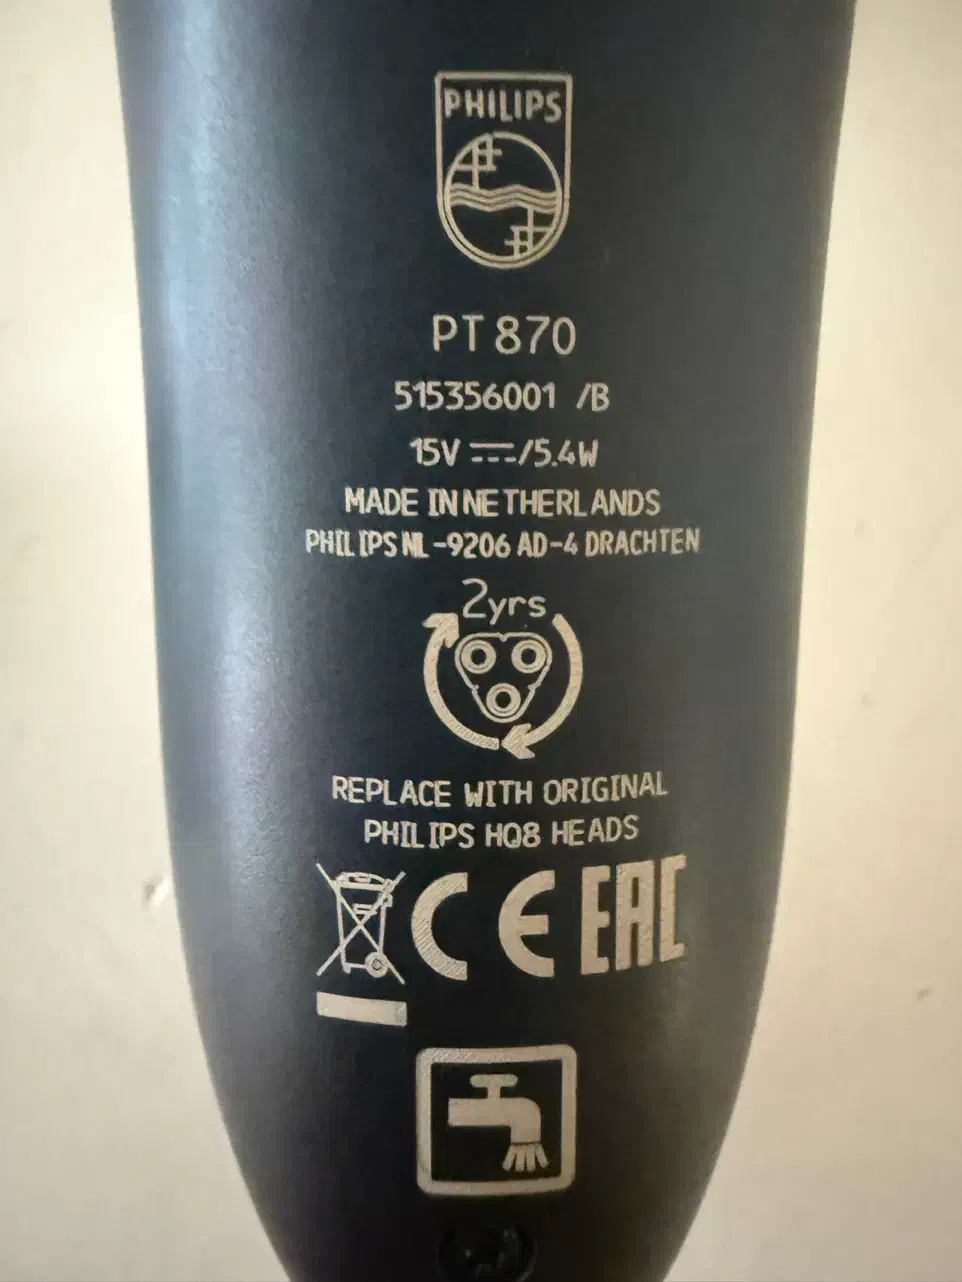 PHILIPS
PT 870
515356001 /B
15V ⎓/5.4W
MADE IN NETHERLANDS
PHILIPS NL-9206 AD-4 DRACHTEN
2yrs
REPLACE WITH ORIGINAL
PHILIPS HQ8 HEADS
CE EAC